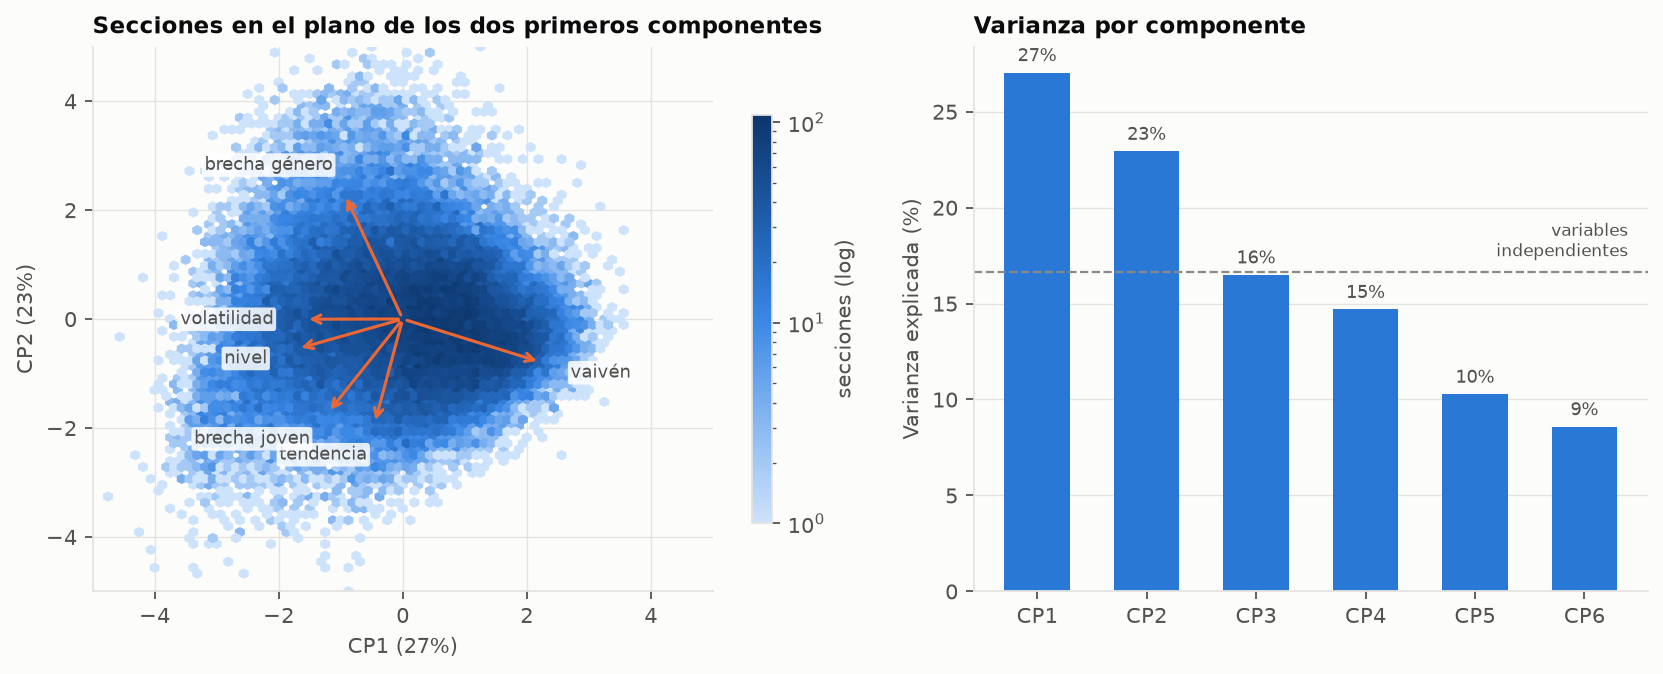 Secciones en el plano de los dos primeros componentes
4
2
0
−2
−4
−4
−2
0
2
4
CP2 (23%)
CP1 (27%)
brecha género
volatilidad
nivel
vaivén
brecha joven
tendencia
10²
10¹
10⁰
secciones (log)
Varianza por componente
27%
23%
16%
15%
10%
9%
variables
independientes
25
20
15
10
5
0
Varianza explicada (%)
CP1
CP2
CP3
CP4
CP5
CP6